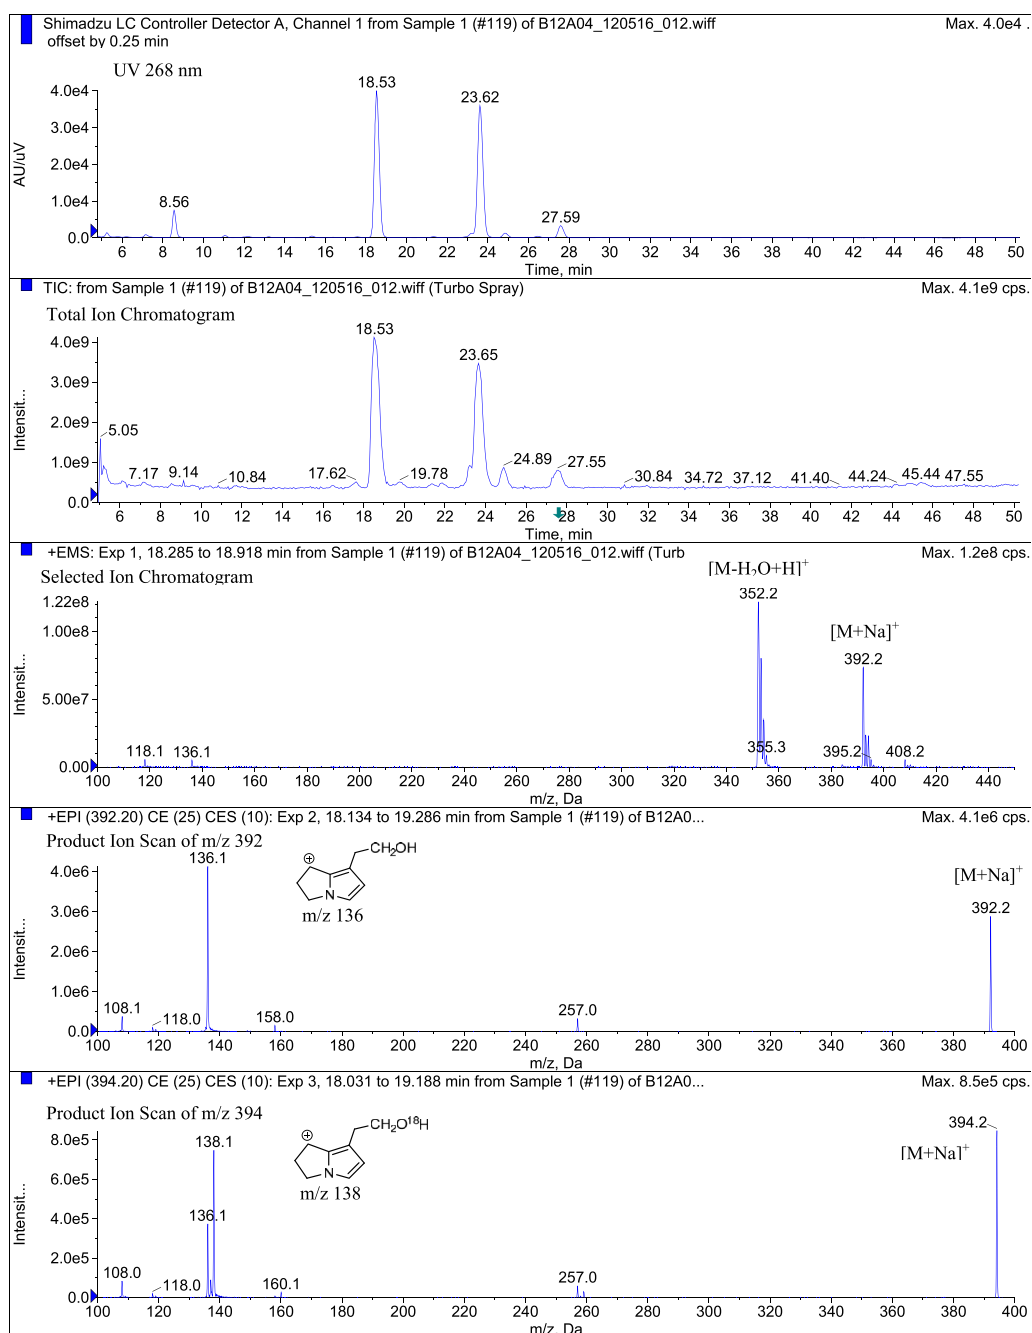 Shimadzu LC Controller Detector A, Channel 1 from Sample 1 (#119) of B12A04_120516_012.wiff Max. 4.0e4 .
offset by 0.25 min
UV 268 nm
18.53
23.62
8.56
27.59
AU/uV
4.0e4
3.0e4
2.0e4
1.0e4
0.0
6 8 10 12 14 16 18 20 22 24 26 28 30 32 34 36 38 40 42 44 46 48 50
Time, min
TIC: from Sample 1 (#119) of B12A04_120516_012.wiff (Turbo Spray) Max. 4.1e9 cps.
Total Ion Chromatogram
18.53
23.65
5.05
7.17 9.14 10.84 17.62 19.78 24.89 27.55 30.84 34.72 37.12 41.40 44.24 45.44 47.55
Intensit...
4.0e9
3.0e9
2.0e9
1.0e9
0.0
6 8 10 12 14 16 18 20 22 24 26 28 30 32 34 36 38 40 42 44 46 48 50
Time, min
+EMS: Exp 1, 18.285 to 18.918 min from Sample 1 (#119) of B12A04_120516_012.wiff (Turb Max. 1.2e8 cps.
Selected Ion Chromatogram
[M-H2O+H]+
352.2
[M+Na]+
392.2
118.1 136.1 355.3 395.2 408.2
Intensit...
1.22e8
1.00e8
5.00e7
0.00
100 120 140 160 180 200 220 240 260 280 300 320 340 360 380 400 420 440
m/z, Da
+EPI (392.20) CE (25) CES (10): Exp 2, 18.134 to 19.286 min from Sample 1 (#119) of B12A0... Max. 4.1e6 cps.
Product Ion Scan of m/z 392
136.1
CH2OH
N
m/z 136
[M+Na]+
392.2
108.1 118.0 158.0 257.0
Intensit...
4.0e6
3.0e6
2.0e6
1.0e6
0.0
100 120 140 160 180 200 220 240 260 280 300 320 340 360 380 400
m/z, Da
+EPI (394.20) CE (25) CES (10): Exp 3, 18.031 to 19.188 min from Sample 1 (#119) of B12A0... Max. 8.5e5 cps.
Product Ion Scan of m/z 394
138.1
CH2O18H
N
m/z 138
394.2
[M+Na]+
136.1
108.0 118.0 160.1 257.0
Intensit...
8.0e5
6.0e5
4.0e5
2.0e5
0.0
100 120 140 160 180 200 220 240 260 280 300 320 340 360 380 400
m/z, Da